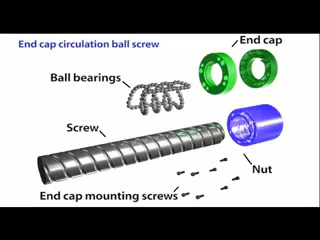 End cap circulation ball screw
End cap
Ball bearings
Screw
Nut
End cap mounting screws